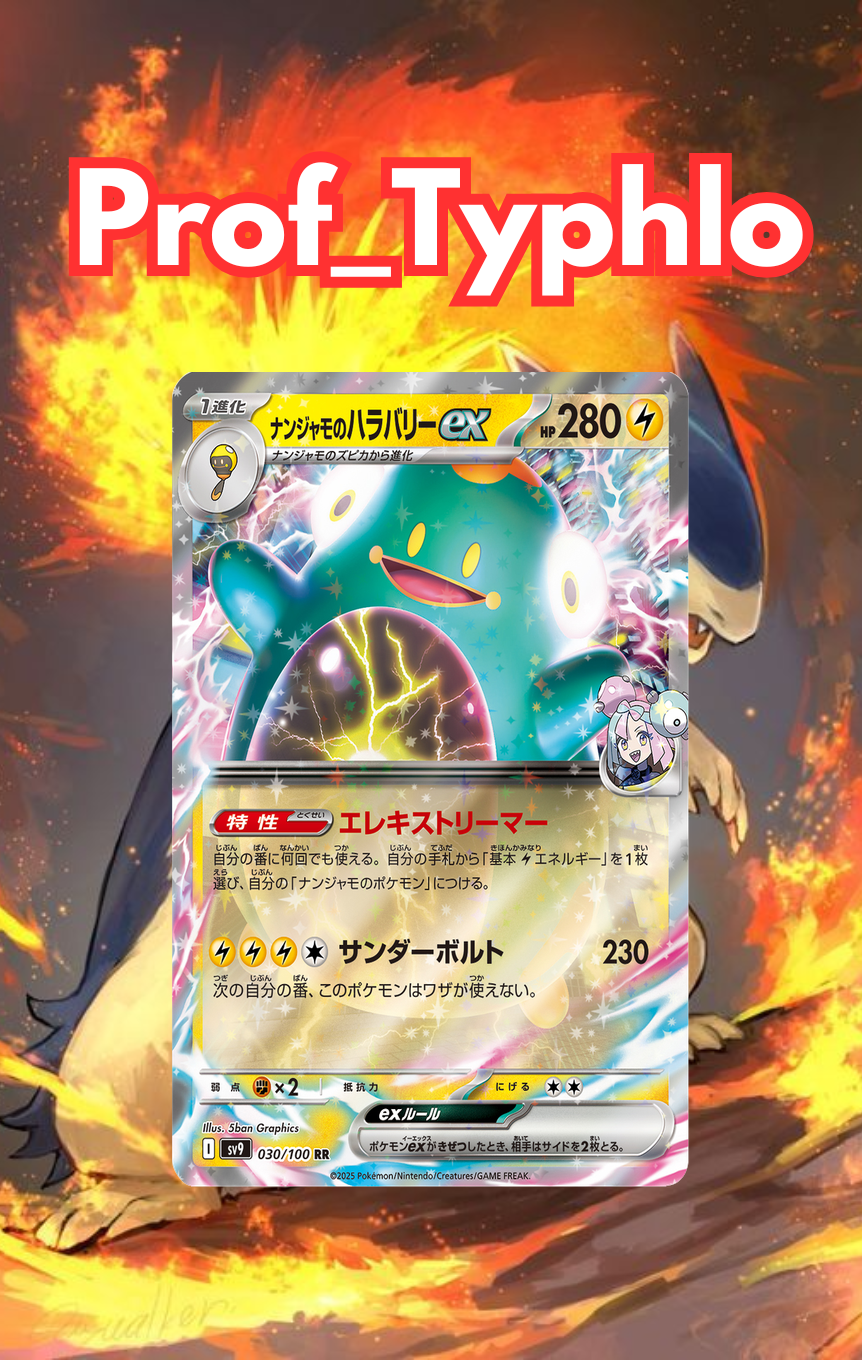 Prof_Typhlo
1進化
ナンジャモのハラバリーex
HP 280
ナンジャモのズピカから進化
特性 とくせい エレキストリーマー
自分の番に何回でも使える。自分の手札から「基本エネルギー」を1枚
選び、自分の「ナンジャモのポケモン」につける。
サンダーボルト 230
次の自分の番、このポケモンはワザが使えない。
弱点 ×2 抵抗力 にげる
exルール
ポケモンexがきぜつしたとき、相手はサイドを2枚とる。
Illus. 5ban Graphics
I sv9 030/100 RR
©2025 Pokémon/Nintendo/Creatures/GAME FREAK.